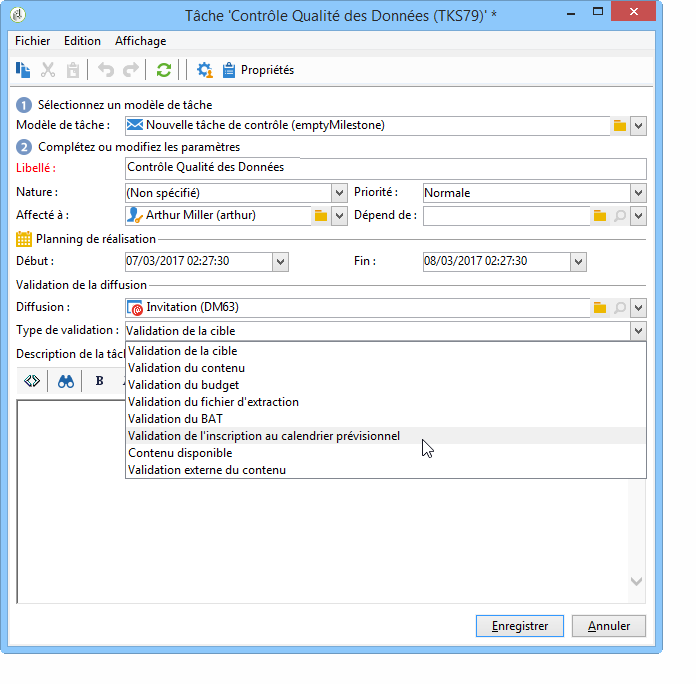 Tâche 'Contrôle Qualité des Données (TKS79)' *
Fichier Edition Affichage
Propriétés
1 Sélectionnez un modèle de tâche
Modèle de tâche : Nouvelle tâche de contrôle (emptyMilestone)
2 Complétez ou modifiez les paramètres
Libellé : Contrôle Qualité des Données
Nature : (Non spécifié) Priorité : Normale
Affecté à : Arthur Miller (arthur) Dépend de :
Planning de réalisation
Début : 07/03/2017 02:27:30 Fin : 08/03/2017 02:27:30
Validation de la diffusion
Diffusion : Invitation (DM63)
Type de validation : Validation de la cible
Description de la tâc
Validation de la cible
Validation du contenu
Validation du budget
Validation du fichier d'extraction
B
Validation du BAT
Validation de l'inscription au calendrier prévisionnel
Contenu disponible
Validation externe du contenu
Enregistrer Annuler